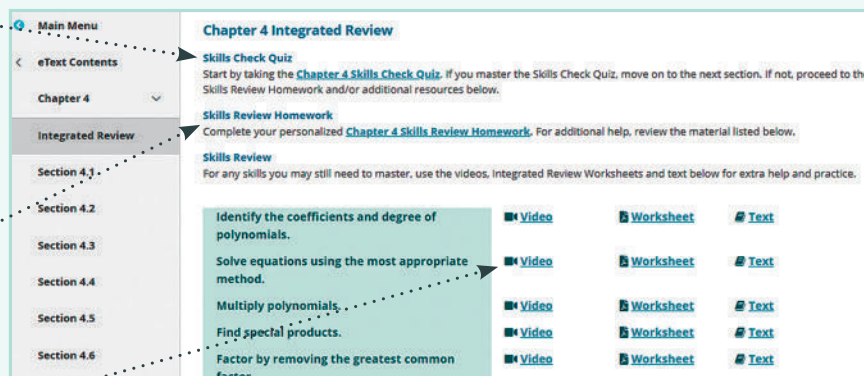 Main Menu
eText Contents
Chapter 4
Integrated Review
Section 4.1
Section 4.2
Section 4.3
Section 4.4
Section 4.5
Section 4.6
Chapter 4 Integrated Review
Skills Check Quiz
Start by taking the Chapter 4 Skills Check Quiz. If you master the Skills Check Quiz, move on to the next section. If not, proceed to the
Skills Review Homework and/or additional resources below.
Skills Review Homework
Complete your personalized Chapter 4 Skills Review Homework. For additional help, review the material listed below.
Skills Review
For any skills you may still need to master, use the videos, Integrated Review Worksheets and text below for extra help and practice.
Identify the coefficients and degree of Video Worksheet Text
polynomials.
Solve equations using the most appropriate Video Worksheet Text
method.
Multiply polynomials. Video Worksheet Text
Find special products. Video Worksheet Text
Factor by removing the greatest common Video Worksheet Text
factor